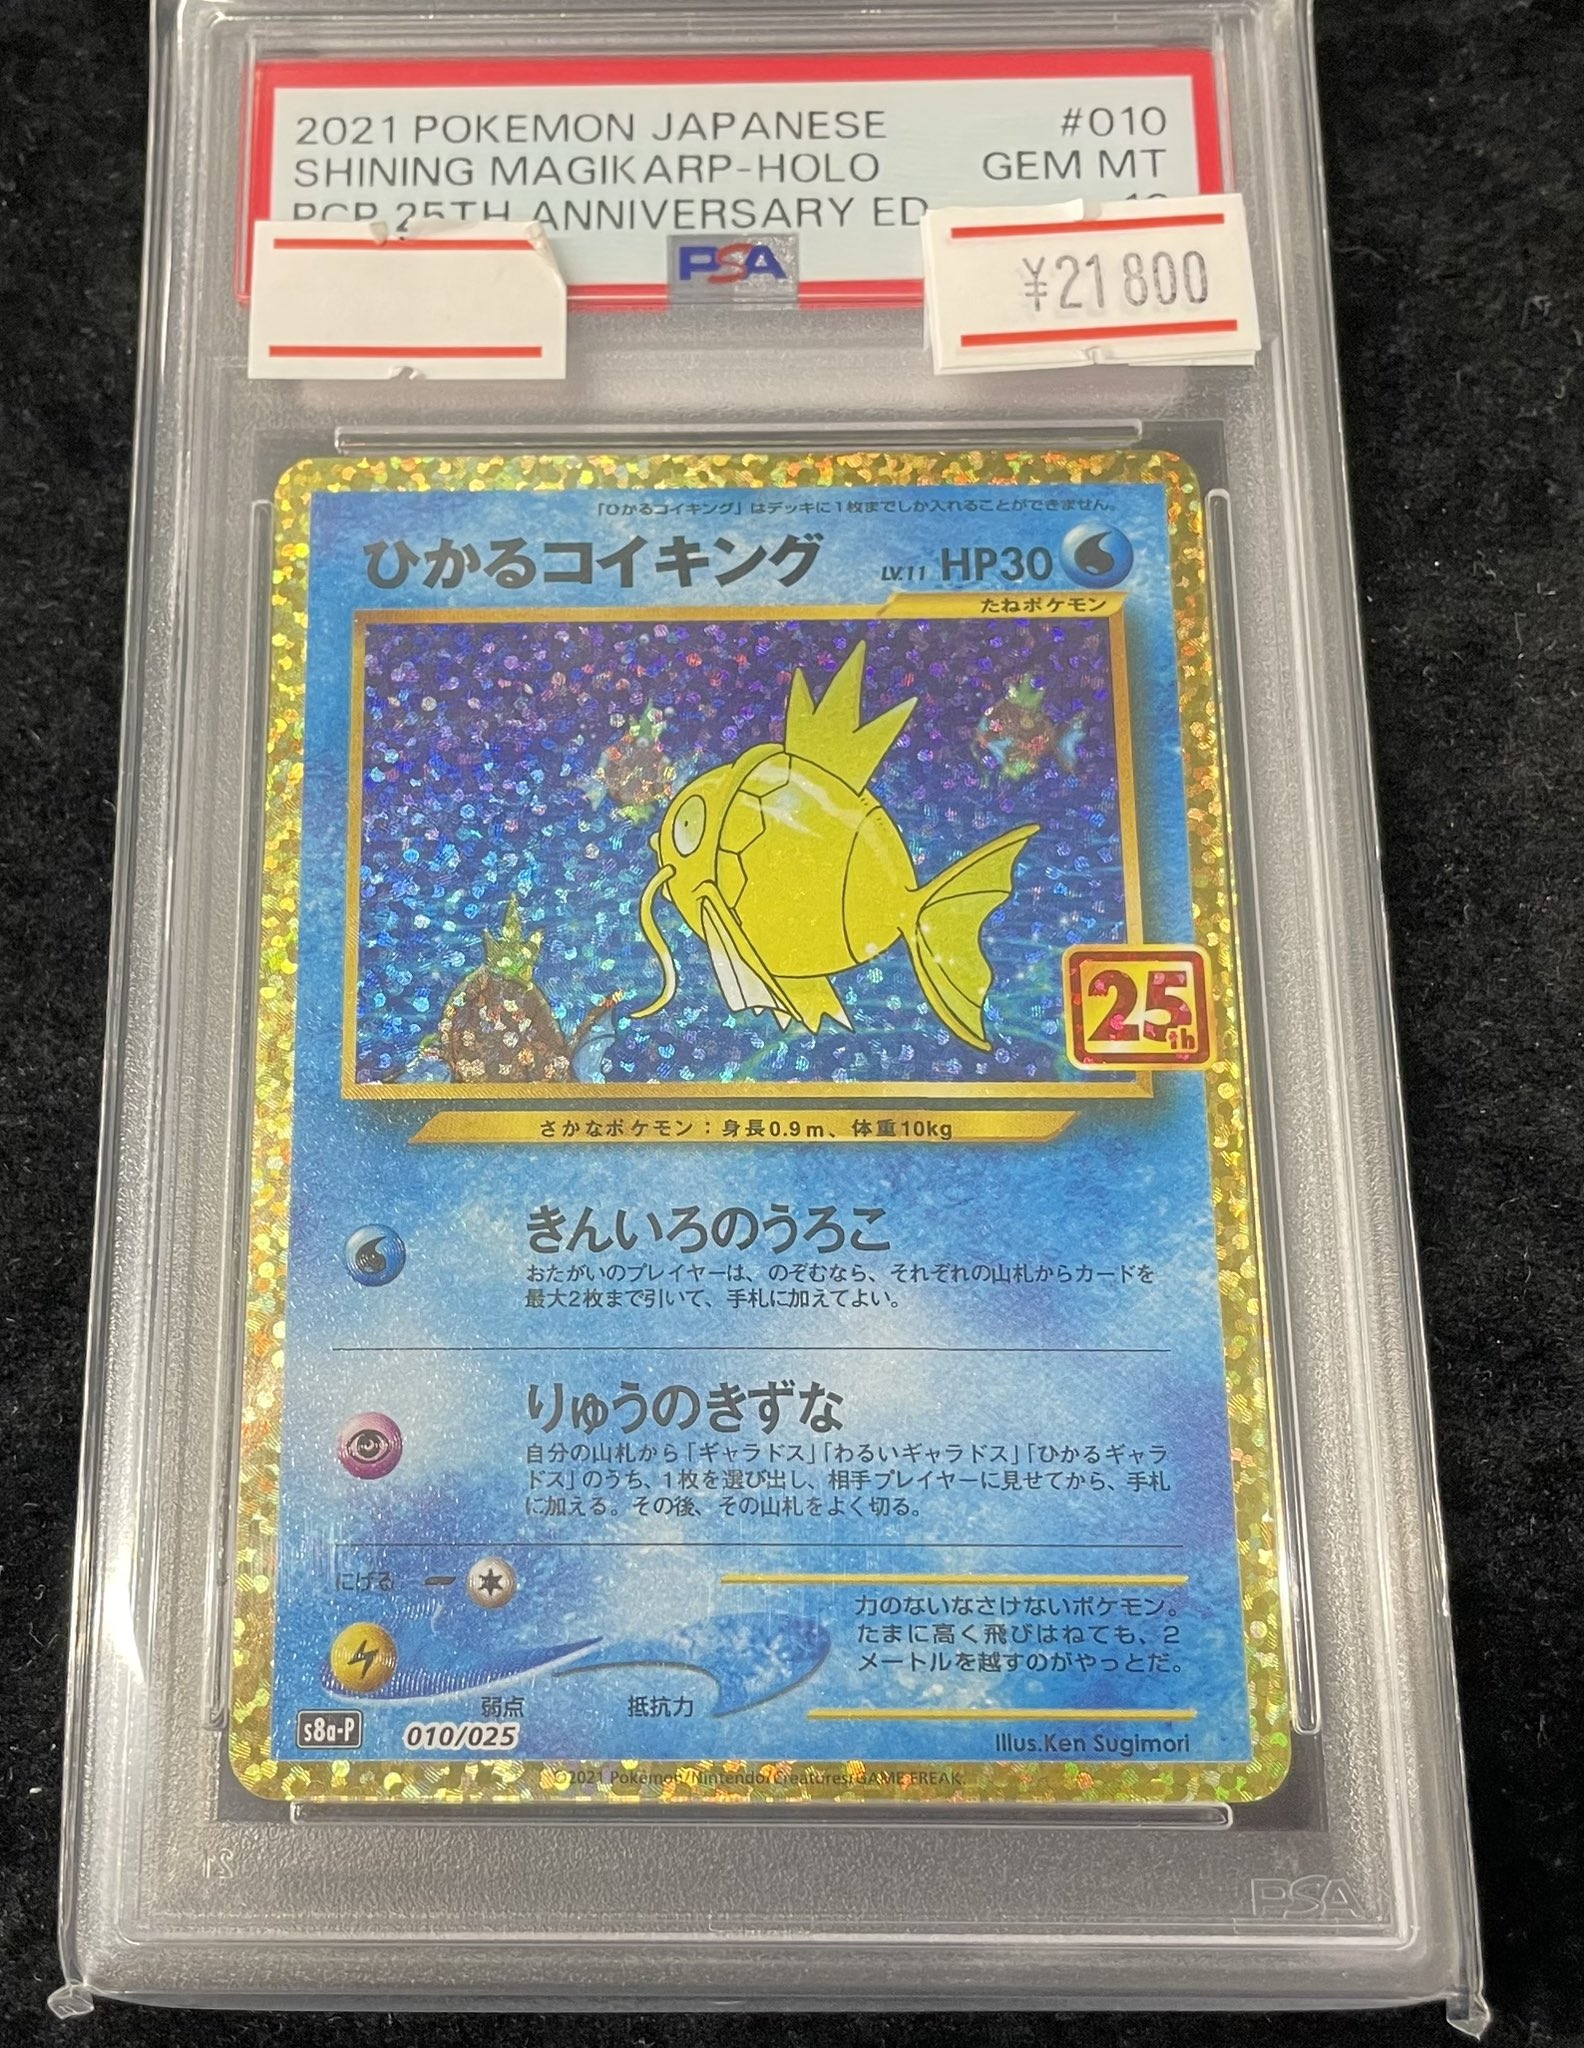 2021 POKEMON JAPANESE #010
SHINING MAGIKARP-HOLO GEM MT
PCP 25TH ANNIVERSARY ED. 10
PSA
¥21800
「ひかるコイキング」はデッキに1枚までしか入れることができません。
ひかるコイキング LV.11 HP30
たねポケモン
25th
さかなポケモン：身長0.9m、体重10kg
きんいろのうろこ
おたがいのプレイヤーは、のぞむなら、それぞれの山札からカードを
最大2枚まで引いて、手札に加えてよい。
りゅうのきずな
自分の山札から「ギャラドス」「わるいギャラドス」「ひかるギャラ
ドス」のうち、1枚を選び出し、相手プレイヤーに見せてから、手札
に加える。その後、その山札をよく切る。
にげる
力のないなさけないポケモン。
たまに高く飛びはねても、2
メートルを越すのがやっとだ。
弱点 抵抗力
s8a-P 010/025 Illus.Ken Sugimori
©2021 Pokémon/Nintendo/Creatures/GAME FREAK.
PSA